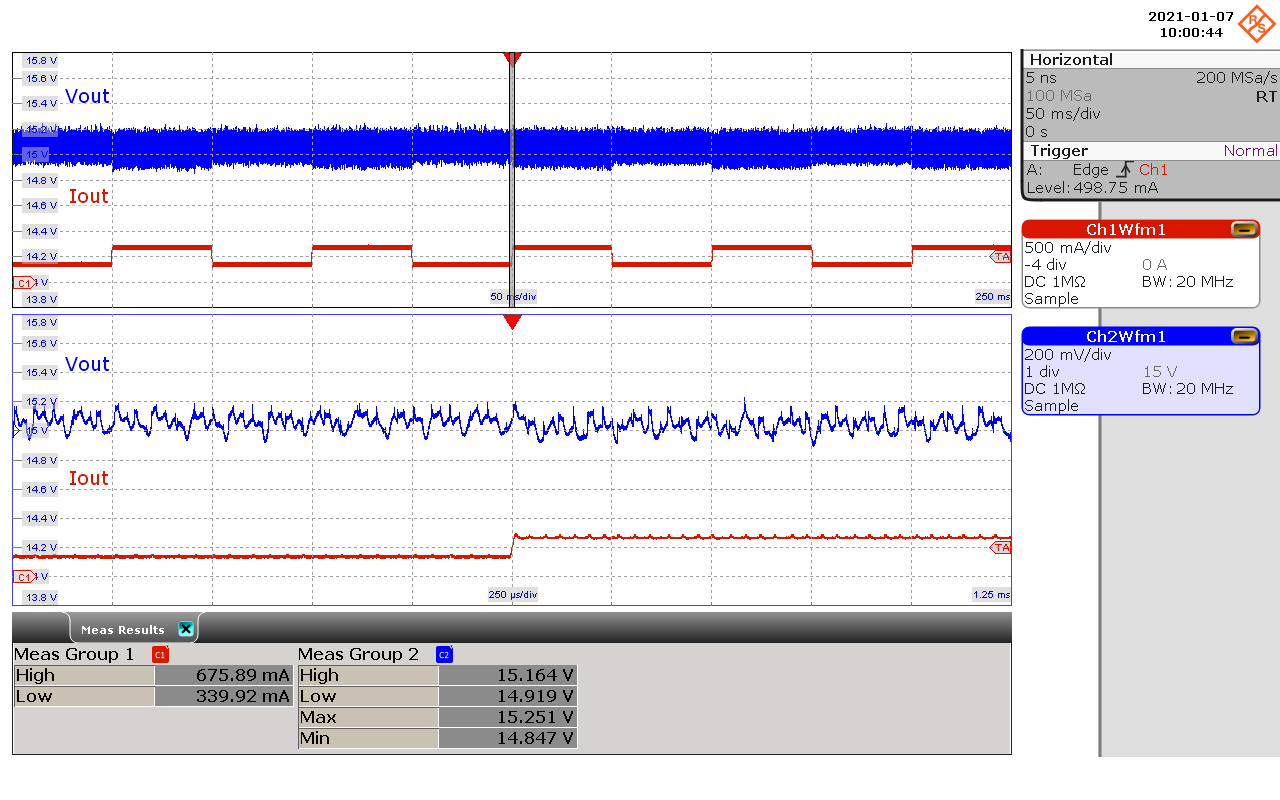 2021-01-07
10:00:44
R&S
Horizontal
5 ns 200 MSa/s
100 MSa RT
50 ms/div
0 s
Trigger Normal
A: Edge Ch1
Level: 498.75 mA
Ch1Wfm1
500 mA/div
-4 div 0 A
DC 1MΩ BW: 20 MHz
Sample
Ch2Wfm1
200 mV/div
1 div 15 V
DC 1MΩ BW: 20 MHz
Sample
15.8 V
15.6 V
15.4 V
Vout
15.2 V
15 V
14.8 V
Iout
14.6 V
14.4 V
14.2 V
TA
C1
13.8 V
50 ms/div
250 ms
15.8 V
15.6 V
Vout
15.4 V
15.2 V
15 V
14.8 V
Iout
14.6 V
14.4 V
14.2 V
TA
C1
13.8 V
250 µs/div
1.25 ms
Meas Results
Meas Group 1 C1
High 675.89 mA
Low 339.92 mA
Meas Group 2 C2
High 15.164 V
Low 14.919 V
Max 15.251 V
Min 14.847 V